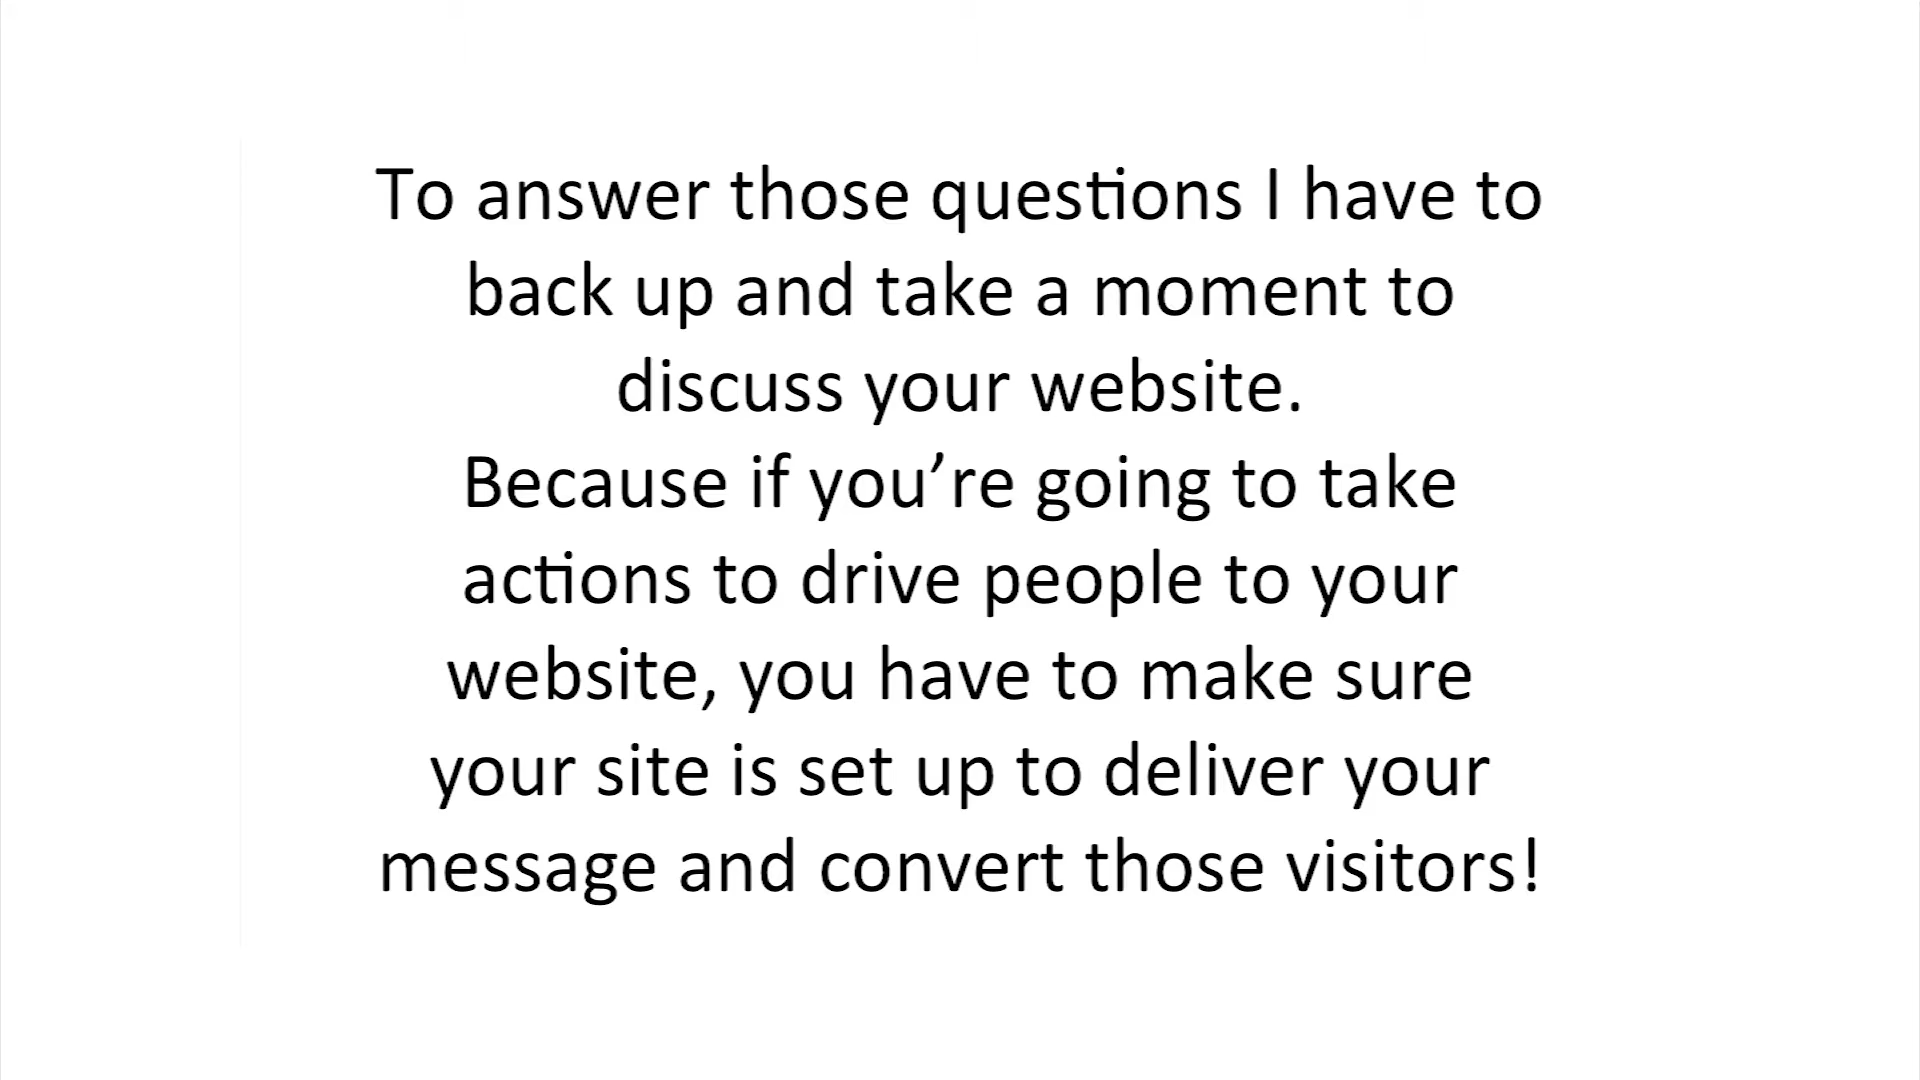 To answer those questions I have to
back up and take a moment to
discuss your website.
Because if you’re going to take
actions to drive people to your
website, you have to make sure
your site is set up to deliver your
message and convert those visitors!